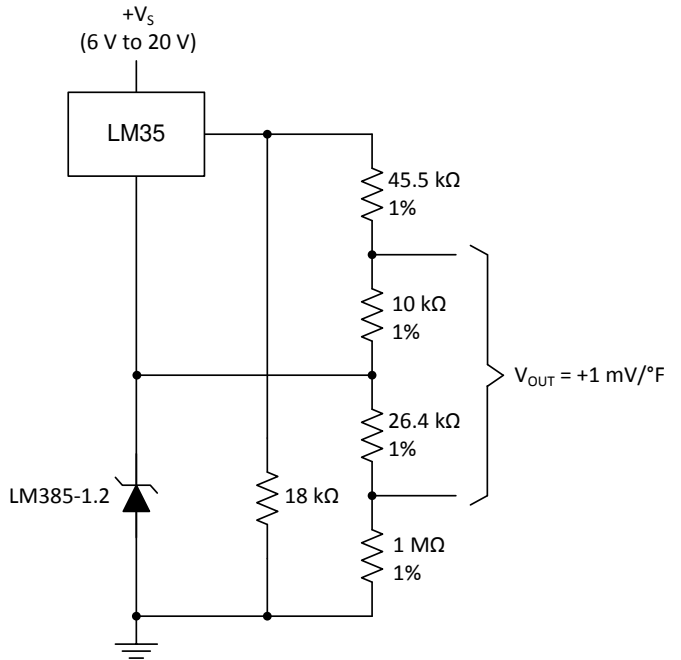 +VS
(6 V to 20 V)
LM35
45.5 kΩ
1%
10 kΩ
1%
VOUT = +1 mV/°F
26.4 kΩ
1%
LM385-1.2
18 kΩ
1 MΩ
1%